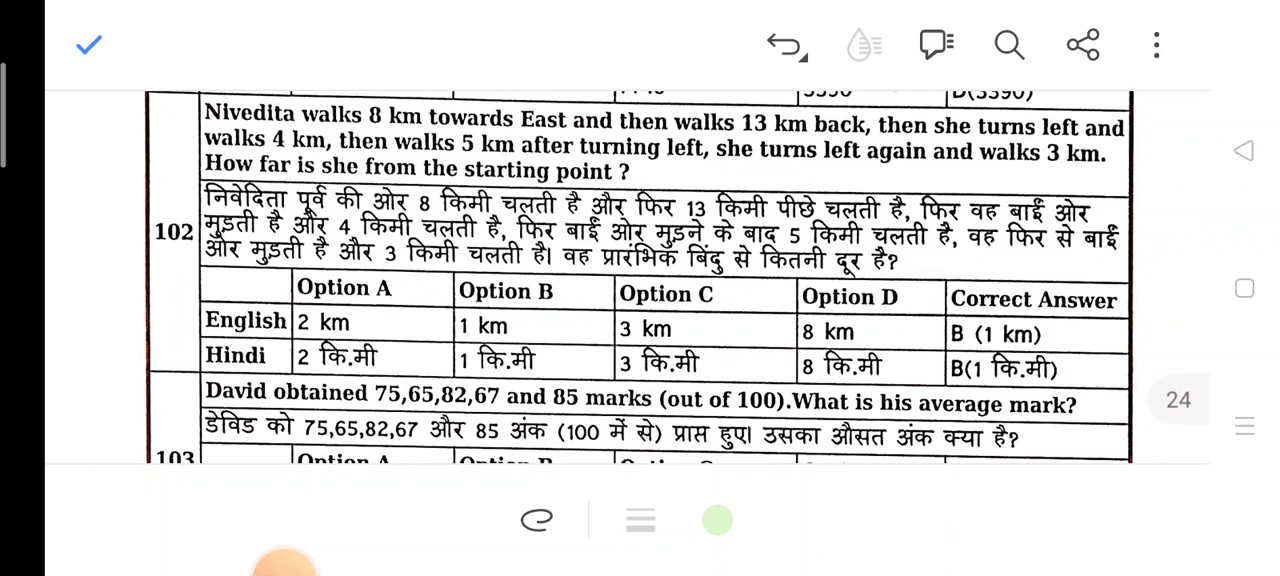 D(3390)
Nivedita walks 8 km towards East and then walks 13 km back, then she turns left and
walks 4 km, then walks 5 km after turning left, she turns left again and walks 3 km.
How far is she from the starting point ?
निवेदिता पूर्व की ओर 8 किमी चलती है और फिर 13 किमी पीछे चलती है, फिर वह बाईं ओर
102
मुड़ती है और 4 किमी चलती है, फिर बाईं ओर मुड़ने के बाद 5 किमी चलती है, वह फिर से बाईं
ओर मुड़ती है और 3 किमी चलती है। वह प्रारंभिक बिंदु से कितनी दूर है?
Option A Option B Option C Option D Correct Answer
English 2 km 1 km 3 km 8 km B (1 km)
Hindi 2 कि.मी 1 कि.मी 3 कि.मी 8 कि.मी B(1 कि.मी)
David obtained 75,65,82,67 and 85 marks (out of 100).What is his average mark?
24
डेविड को 75,65,82,67 और 85 अंक (100 में से) प्राप्त हुए। उसका औसत अंक क्या है?
103 Option A